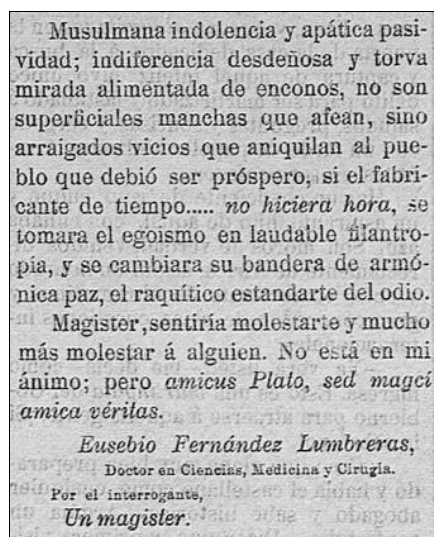 Musulmana indolencia y apática pasi-
vidad; indiferencia desdeñosa y torva
mirada alimentada de enconos, no son
superficiales manchas que afean, sino
arraigados vicios que aniquilan al pue-
blo que debió ser próspero, si el fabri-
cante de tiempo..... no hiciera hora, se
tomara el egoismo en laudable filantro-
pía, y se cambiara su bandera de armó-
nica paz, el raquítico estandarte del odio.
Magister, sentiría molestarte y mucho
más molestar á alguien. No está en mi
ánimo; pero amicus Plato, sed magci
amica véritas.
Eusebio Fernández Lumbreras,
Doctor en Ciencias, Medicina y Cirugía.
Por el interrogante,
Un magister.